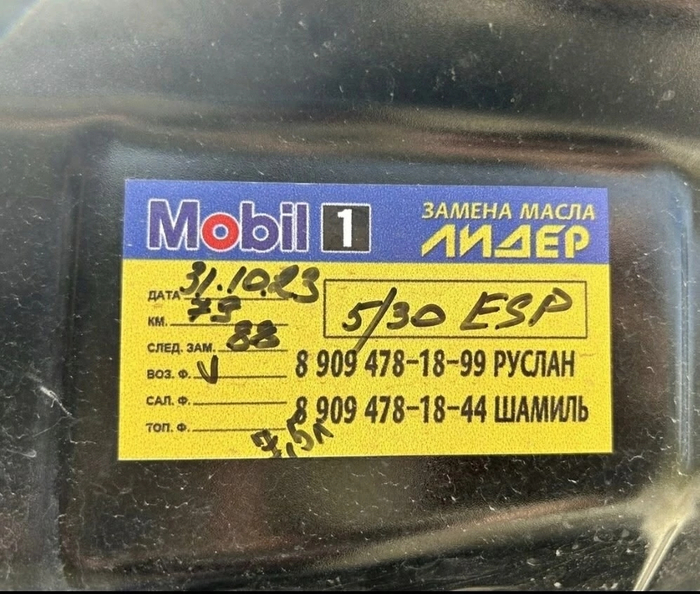 Mobil 1
ЗАМЕНА МАСЛА
ЛИДЕР
ДАТА 31.10.23
КМ. 79
5/30 ESP
СЛЕД. ЗАМ. 88
ВОЗ. Ф. V
8 909 478-18-99 РУСЛАН
САЛ. Ф.
8 909 478-18-44 ШАМИЛЬ
ТОП. Ф.
7,5л